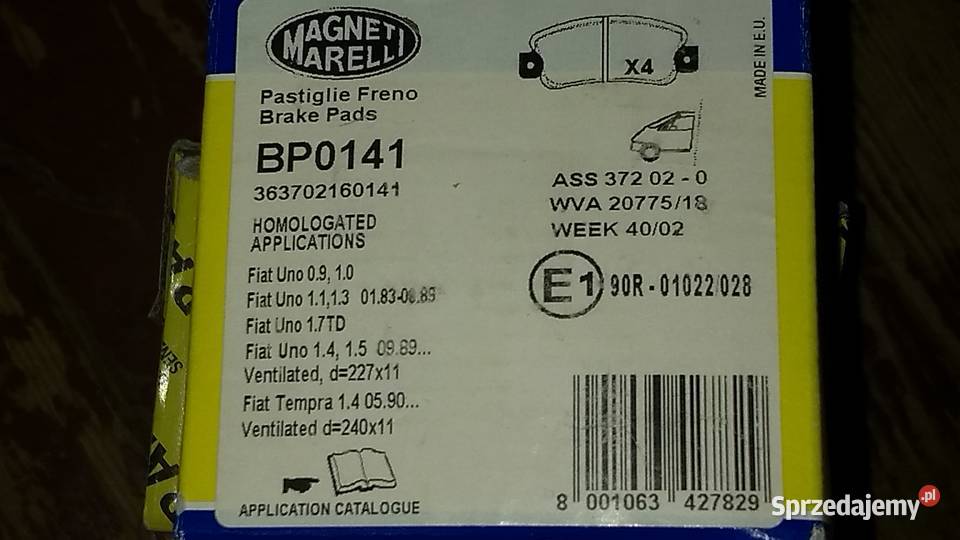 MAGNETI
MARELLI
Pastiglie Freno
Brake Pads
BP0141
363702160141
HOMOLOGATED
APPLICATIONS
Fiat Uno 0.9, 1.0
Fiat Uno 1.1,1.3 01.83-08.89
Fiat Uno 1.7TD
Fiat Uno 1.4, 1.5 09.89...
Ventilated, d=227x11
Fiat Tempra 1.4 05.90...
Ventilated d=240x11
APPLICATION CATALOGUE
X4
MADE IN E.U.
ASS 372 02 - 0
WVA 20775/18
WEEK 40/02
E1 90R - 01022/028
8 001063 427829
Sprzedajemy.pl